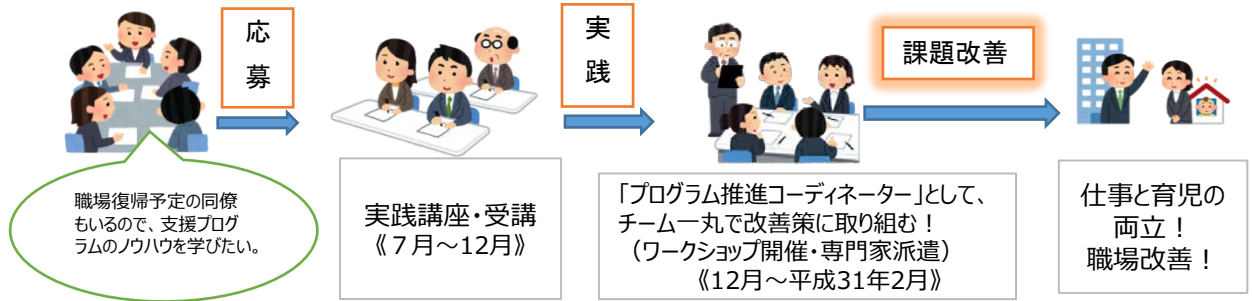 応
募
実
践
課題改善
職場復帰予定の同僚
もいるので、支援プログ
ラムのノウハウを学びたい。
実践講座・受講
《７月～12月》
「プログラム推進コーディネーター」として、
チーム一丸で改善策に取り組む！
（ワークショップ開催・専門家派遣）
《12月～平成31年2月》
仕事と育児の
両立！
職場改善！